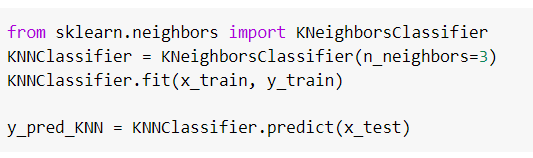 from sklearn.neighbors import KNeighborsClassifier
KNNClassifier = KNeighborsClassifier(n_neighbors=3)
KNNClassifier.fit(x_train, y_train)
y_pred_KNN = KNNClassifier.predict(x_test)